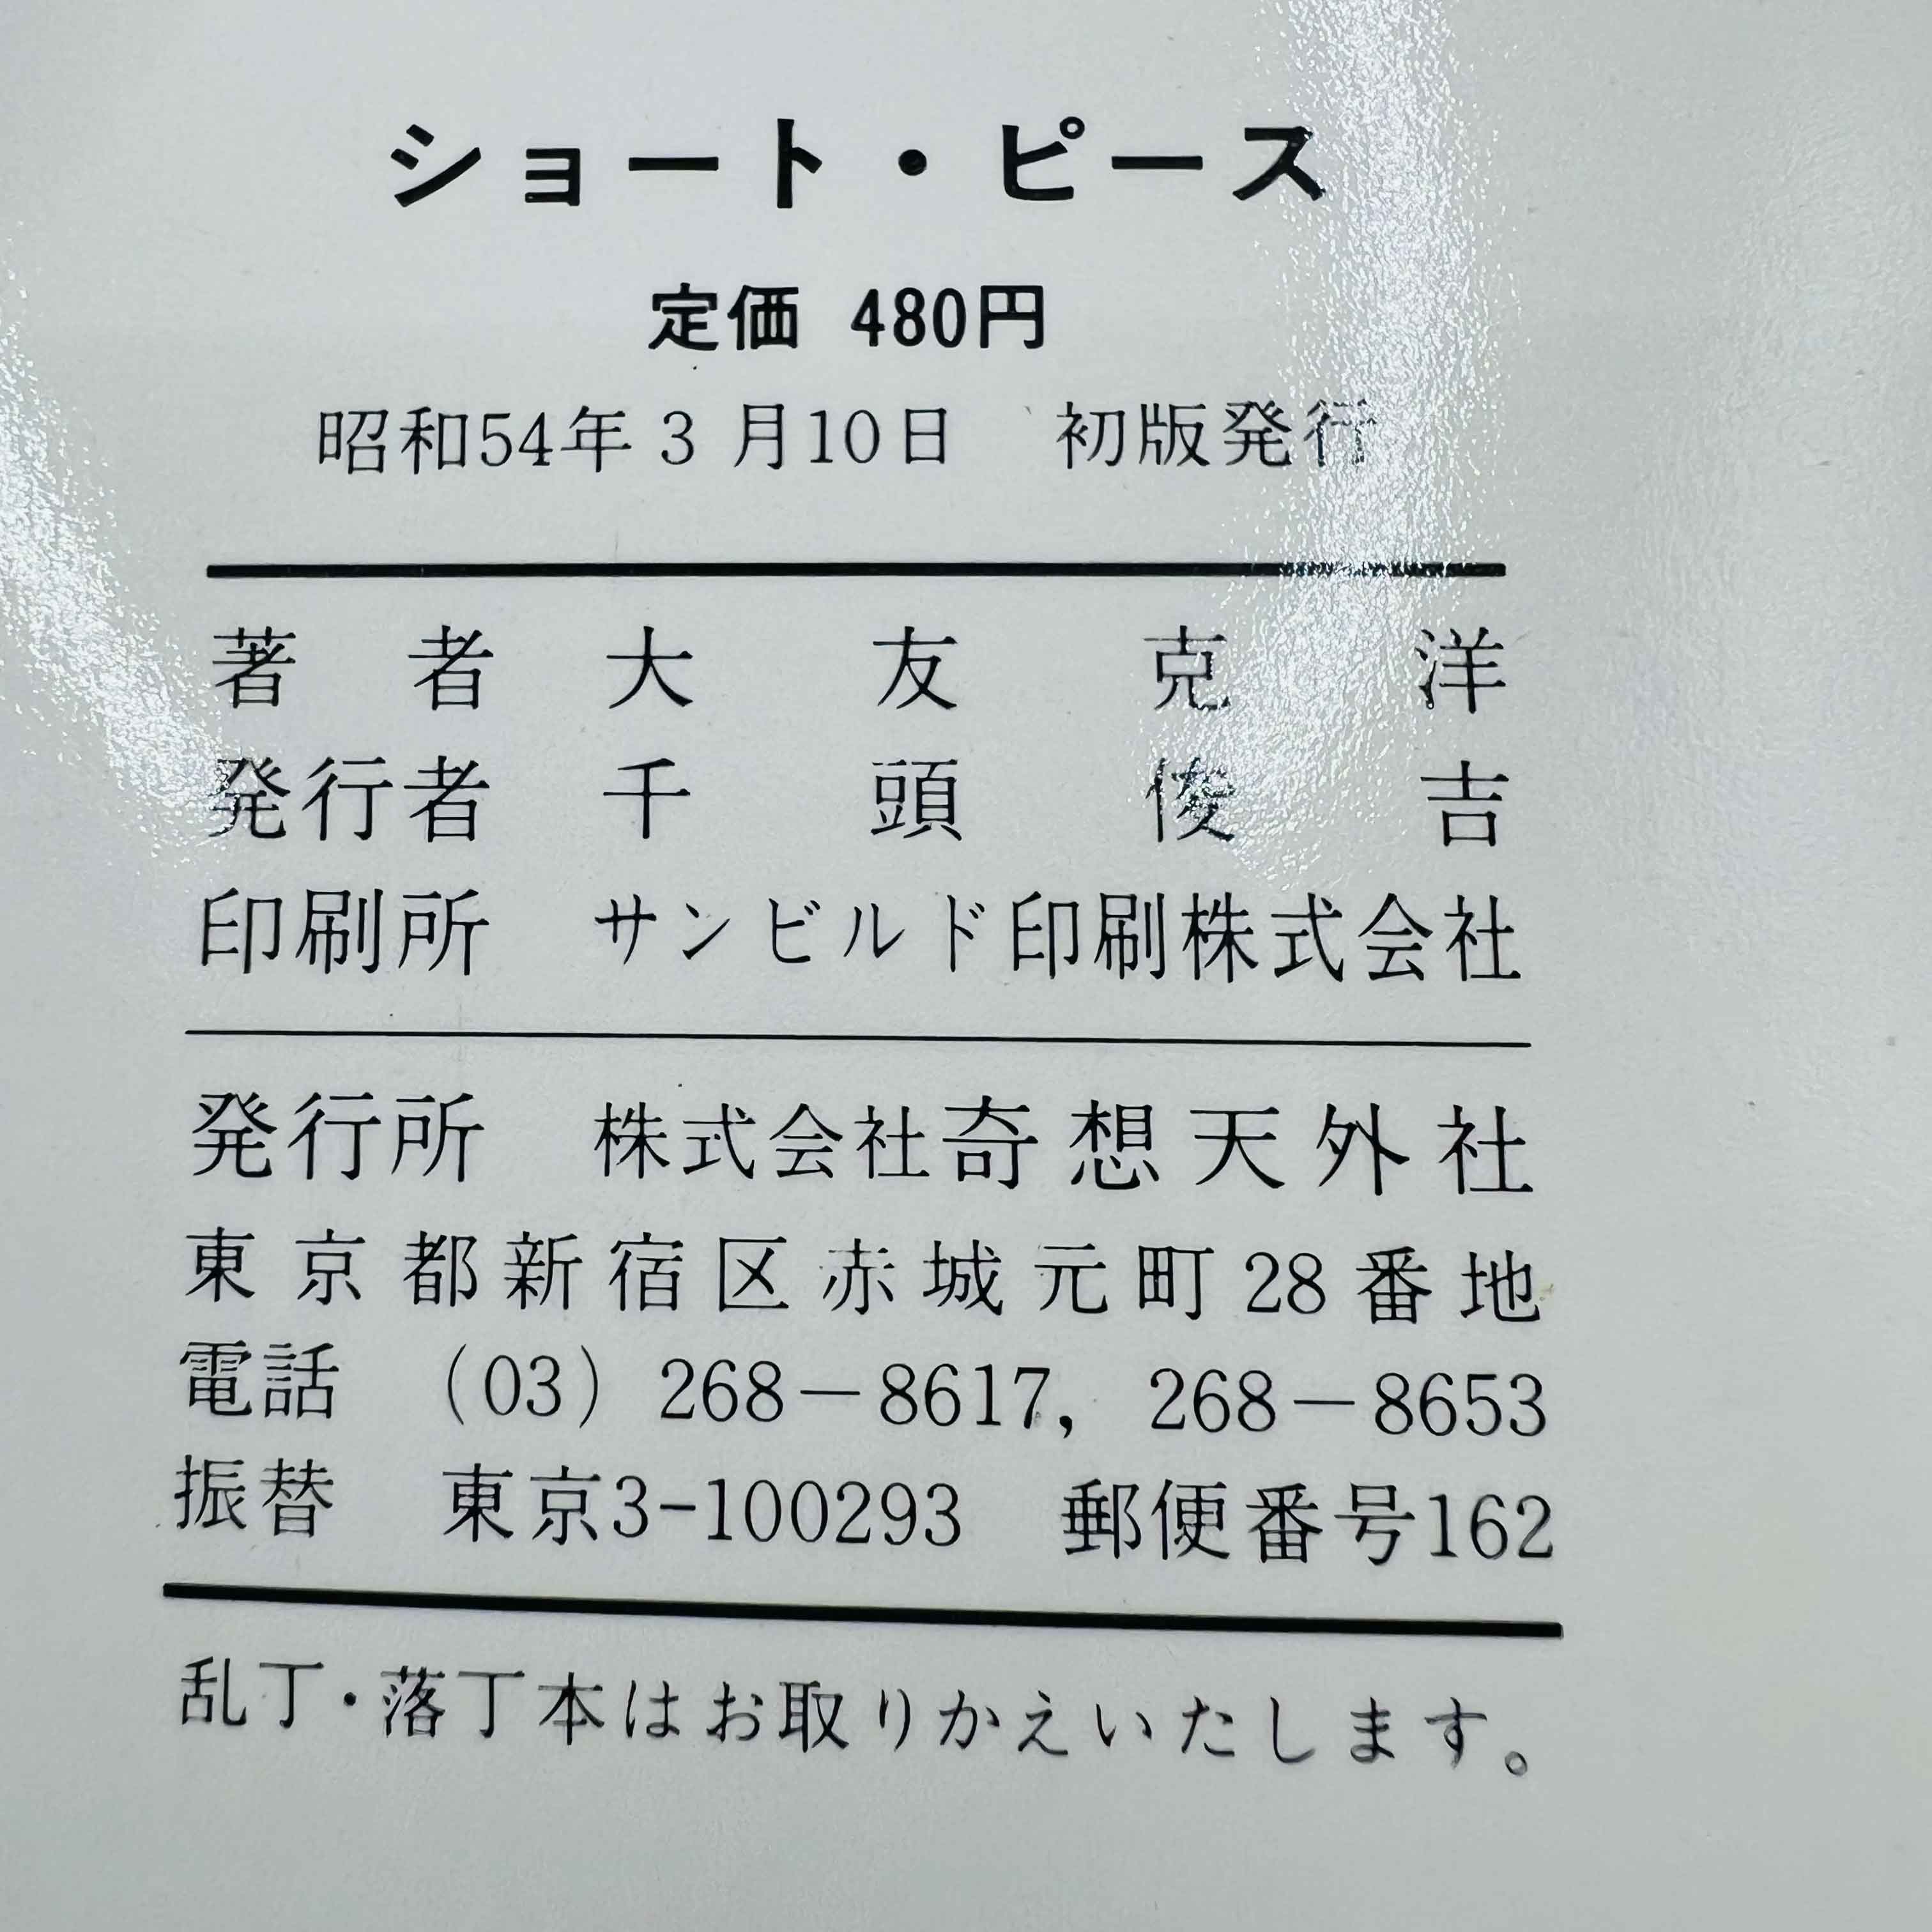 ショート・ピース
定価 480円
昭和54年3月10日 初版発行
著者 大友克洋
発行者 千頭俊吉
印刷所 サンビルド印刷株式会社
発行所 株式会社奇想天外社
東京都新宿区赤城元町28番地
電話 (03) 268-8617, 268-8653
振替 東京3-100293 郵便番号162
乱丁・落丁本はお取りかえいたします。